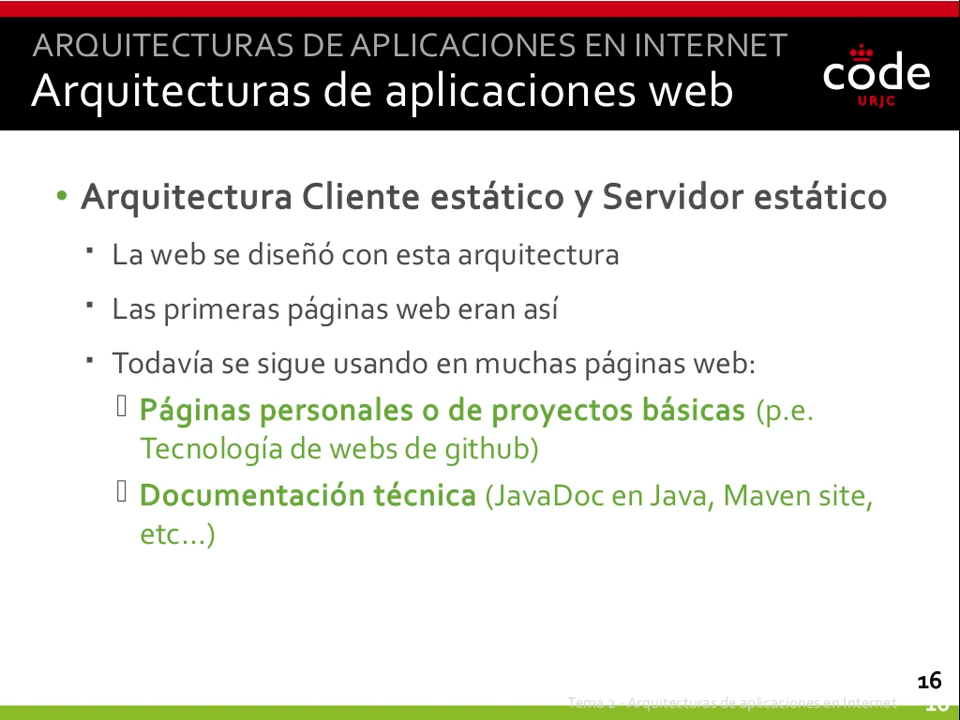 ARQUITECTURAS DE APLICACIONES EN INTERNET
Arquitecturas de aplicaciones web
code
URJC
• Arquitectura Cliente estático y Servidor estático
▪ La web se diseñó con esta arquitectura
▪ Las primeras páginas web eran así
▪ Todavía se sigue usando en muchas páginas web:
Páginas personales o de proyectos básicas (p.e.
Tecnología de webs de github)
Documentación técnica (JavaDoc en Java, Maven site,
etc...)
16
Tema 2 - Arquitecturas de aplicaciones en Internet
16